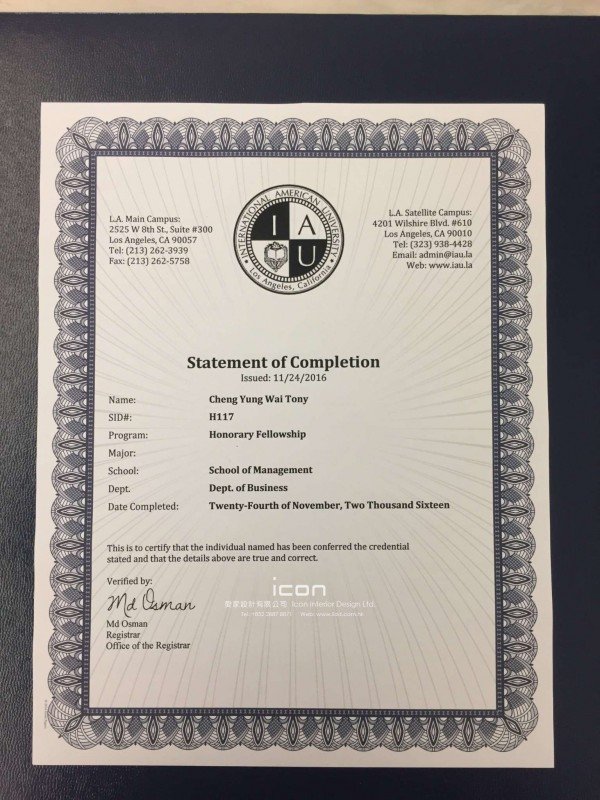 L.A. Main Campus:
2525 W 8th St., Suite #300
Los Angeles, CA 90057
Tel: (213) 262-3939
Fax: (213) 262-5758
INTERNATIONAL AMERICAN UNIVERSITY
I A
U
Los Angeles, California
L.A. Satellite Campus:
4201 Wilshire Blvd. #610
Los Angeles, CA 90010
Tel: (323) 938-4428
Email: admin@iau.la
Web: www.iau.la
Statement of Completion
Issued: 11/24/2016
Name: Cheng Yung Wai Tony
SID#: H117
Program: Honorary Fellowship
Major:
School: School of Management
Dept. Dept. of Business
Date Completed: Twenty-Fourth of November, Two Thousand Sixteen
This is to certify that the individual named has been conferred the credential
stated and that the details above are true and correct.
Verified by:
Md Osman
Md Osman
Registrar
Office of the Registrar
icon
設計有限公司 Icon Interior Design Ltd.